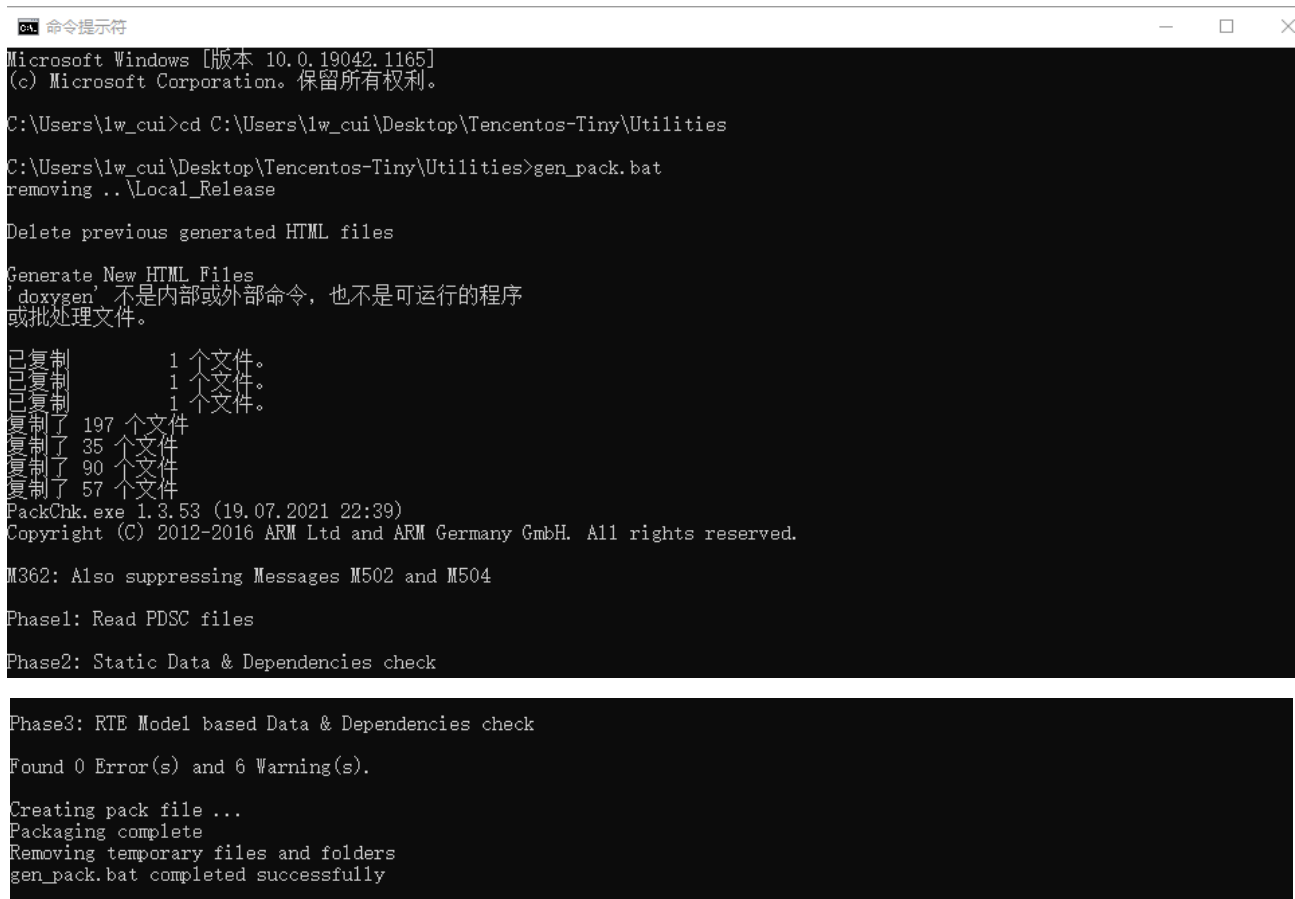 命令提示符
Microsoft Windows [版本 10.0.19042.1165]
(c) Microsoft Corporation。保留所有权利。
C:\Users\lw_cui>cd C:\Users\lw_cui\Desktop\Tencentos-Tiny\Utilities
C:\Users\lw_cui\Desktop\Tencentos-Tiny\Utilities>gen_pack.bat
removing ..\Local_Release
Delete previous generated HTML files
Generate New HTML Files
'doxygen' 不是内部或外部命令，也不是可运行的程序
或批处理文件。
已复制         1 个文件。
已复制         1 个文件。
已复制         1 个文件。
复制了 197 个文件
复制了 35 个文件
复制了 90 个文件
复制了 57 个文件
PackChk.exe 1.3.53 (19.07.2021 22:39)
Copyright (C) 2012-2016 ARM Ltd and ARM Germany GmbH. All rights reserved.
M362: Also suppressing Messages M502 and M504
Phase1: Read PDSC files
Phase2: Static Data & Dependencies check
Phase3: RTE Model based Data & Dependencies check
Found 0 Error(s) and 6 Warning(s).
Creating pack file ...
Packaging complete
Removing temporary files and folders
gen_pack.bat completed successfully